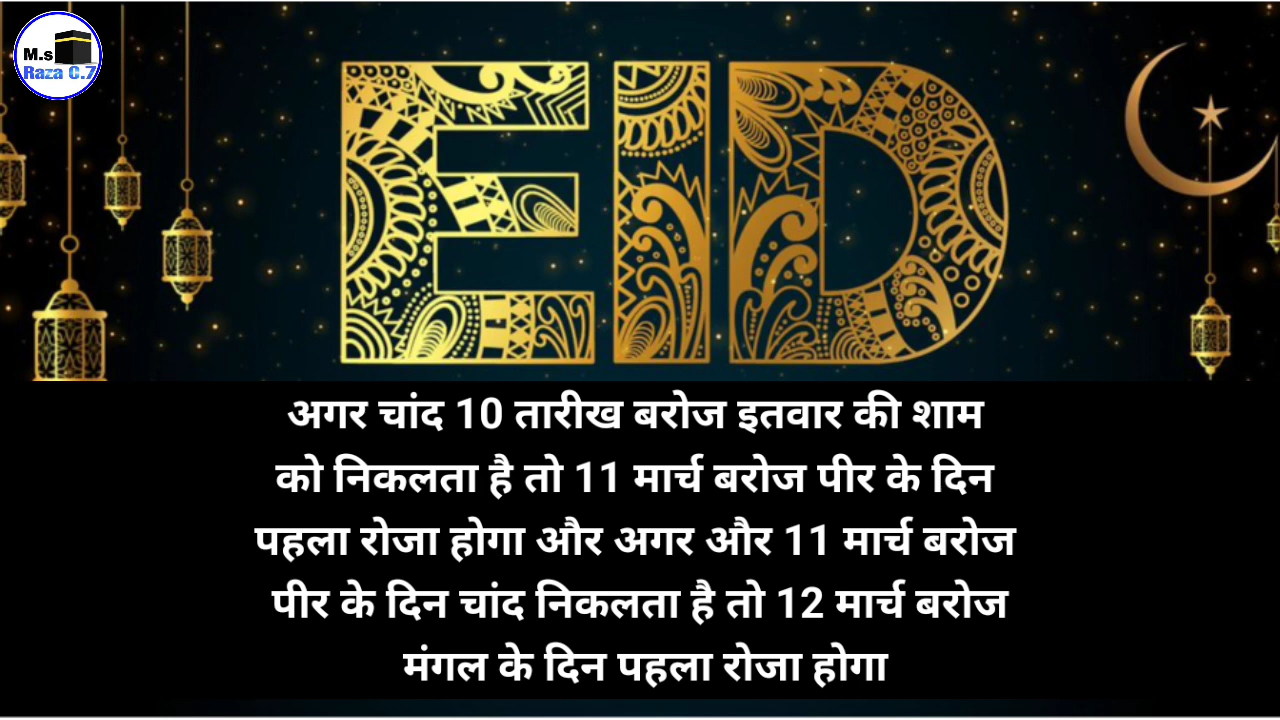 M.s
Raza C.7
EID
अगर चांद 10 तारीख बरोज इतवार की शाम
को निकलता है तो 11 मार्च बरोज पीर के दिन
पहला रोजा होगा और अगर और 11 मार्च बरोज
पीर के दिन चांद निकलता है तो 12 मार्च बरोज
मंगल के दिन पहला रोजा होगा